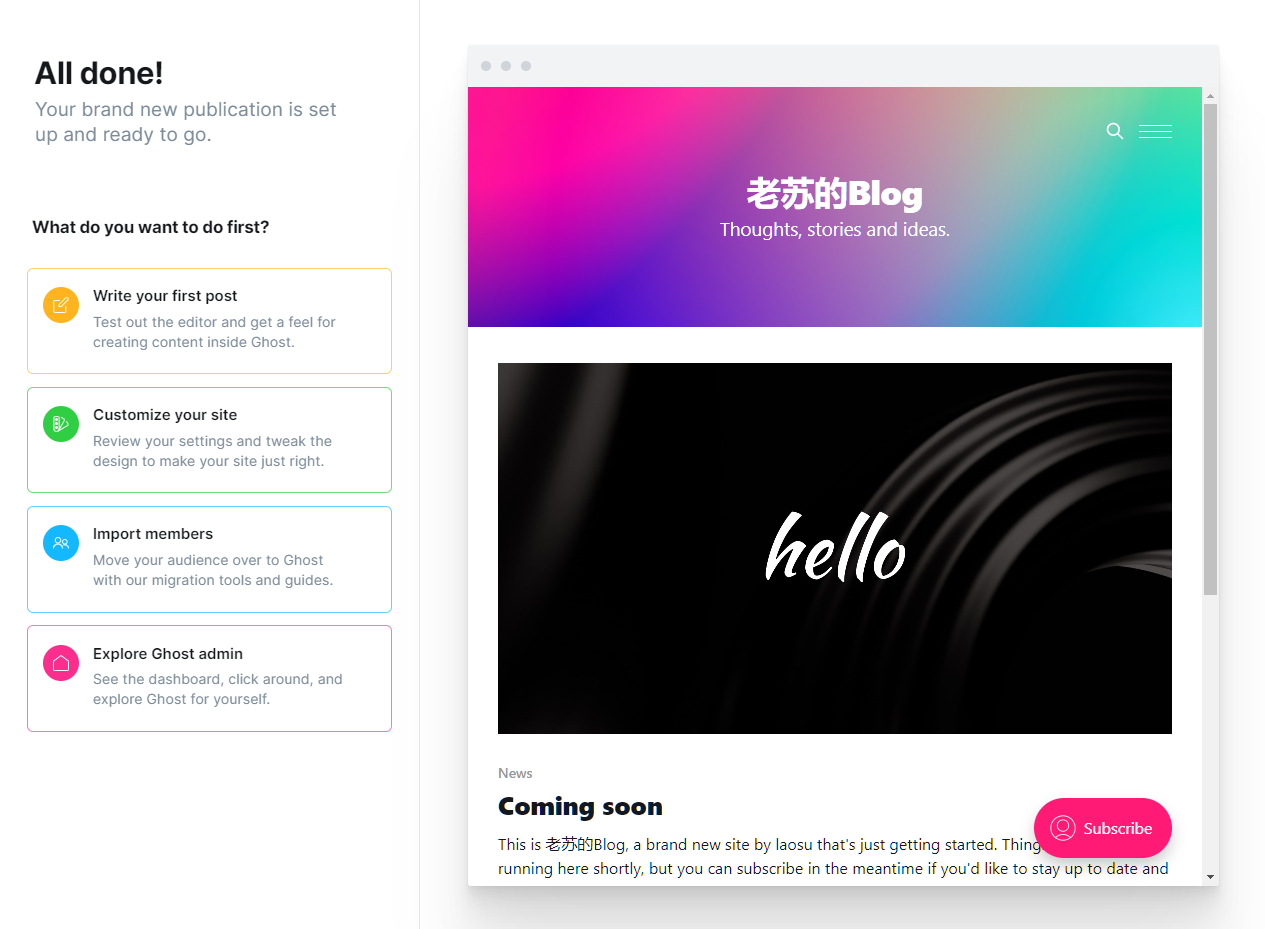 All done!
Your brand new publication is set
up and ready to go.
What do you want to do first?
Write your first post
Test out the editor and get a feel for
creating content inside Ghost.
Customize your site
Review your settings and tweak the
design to make your site just right.
Import members
Move your audience over to Ghost
with our migration tools and guides.
Explore Ghost admin
See the dashboard, click around, and
explore Ghost for yourself.
老苏的Blog
Thoughts, stories and ideas.
hello
News
Coming soon
This is 老苏的Blog, a brand new site by laosu that's just getting started.
running here shortly, but you can subscribe in the meantime if you'd like to stay up to date and
Subscribe